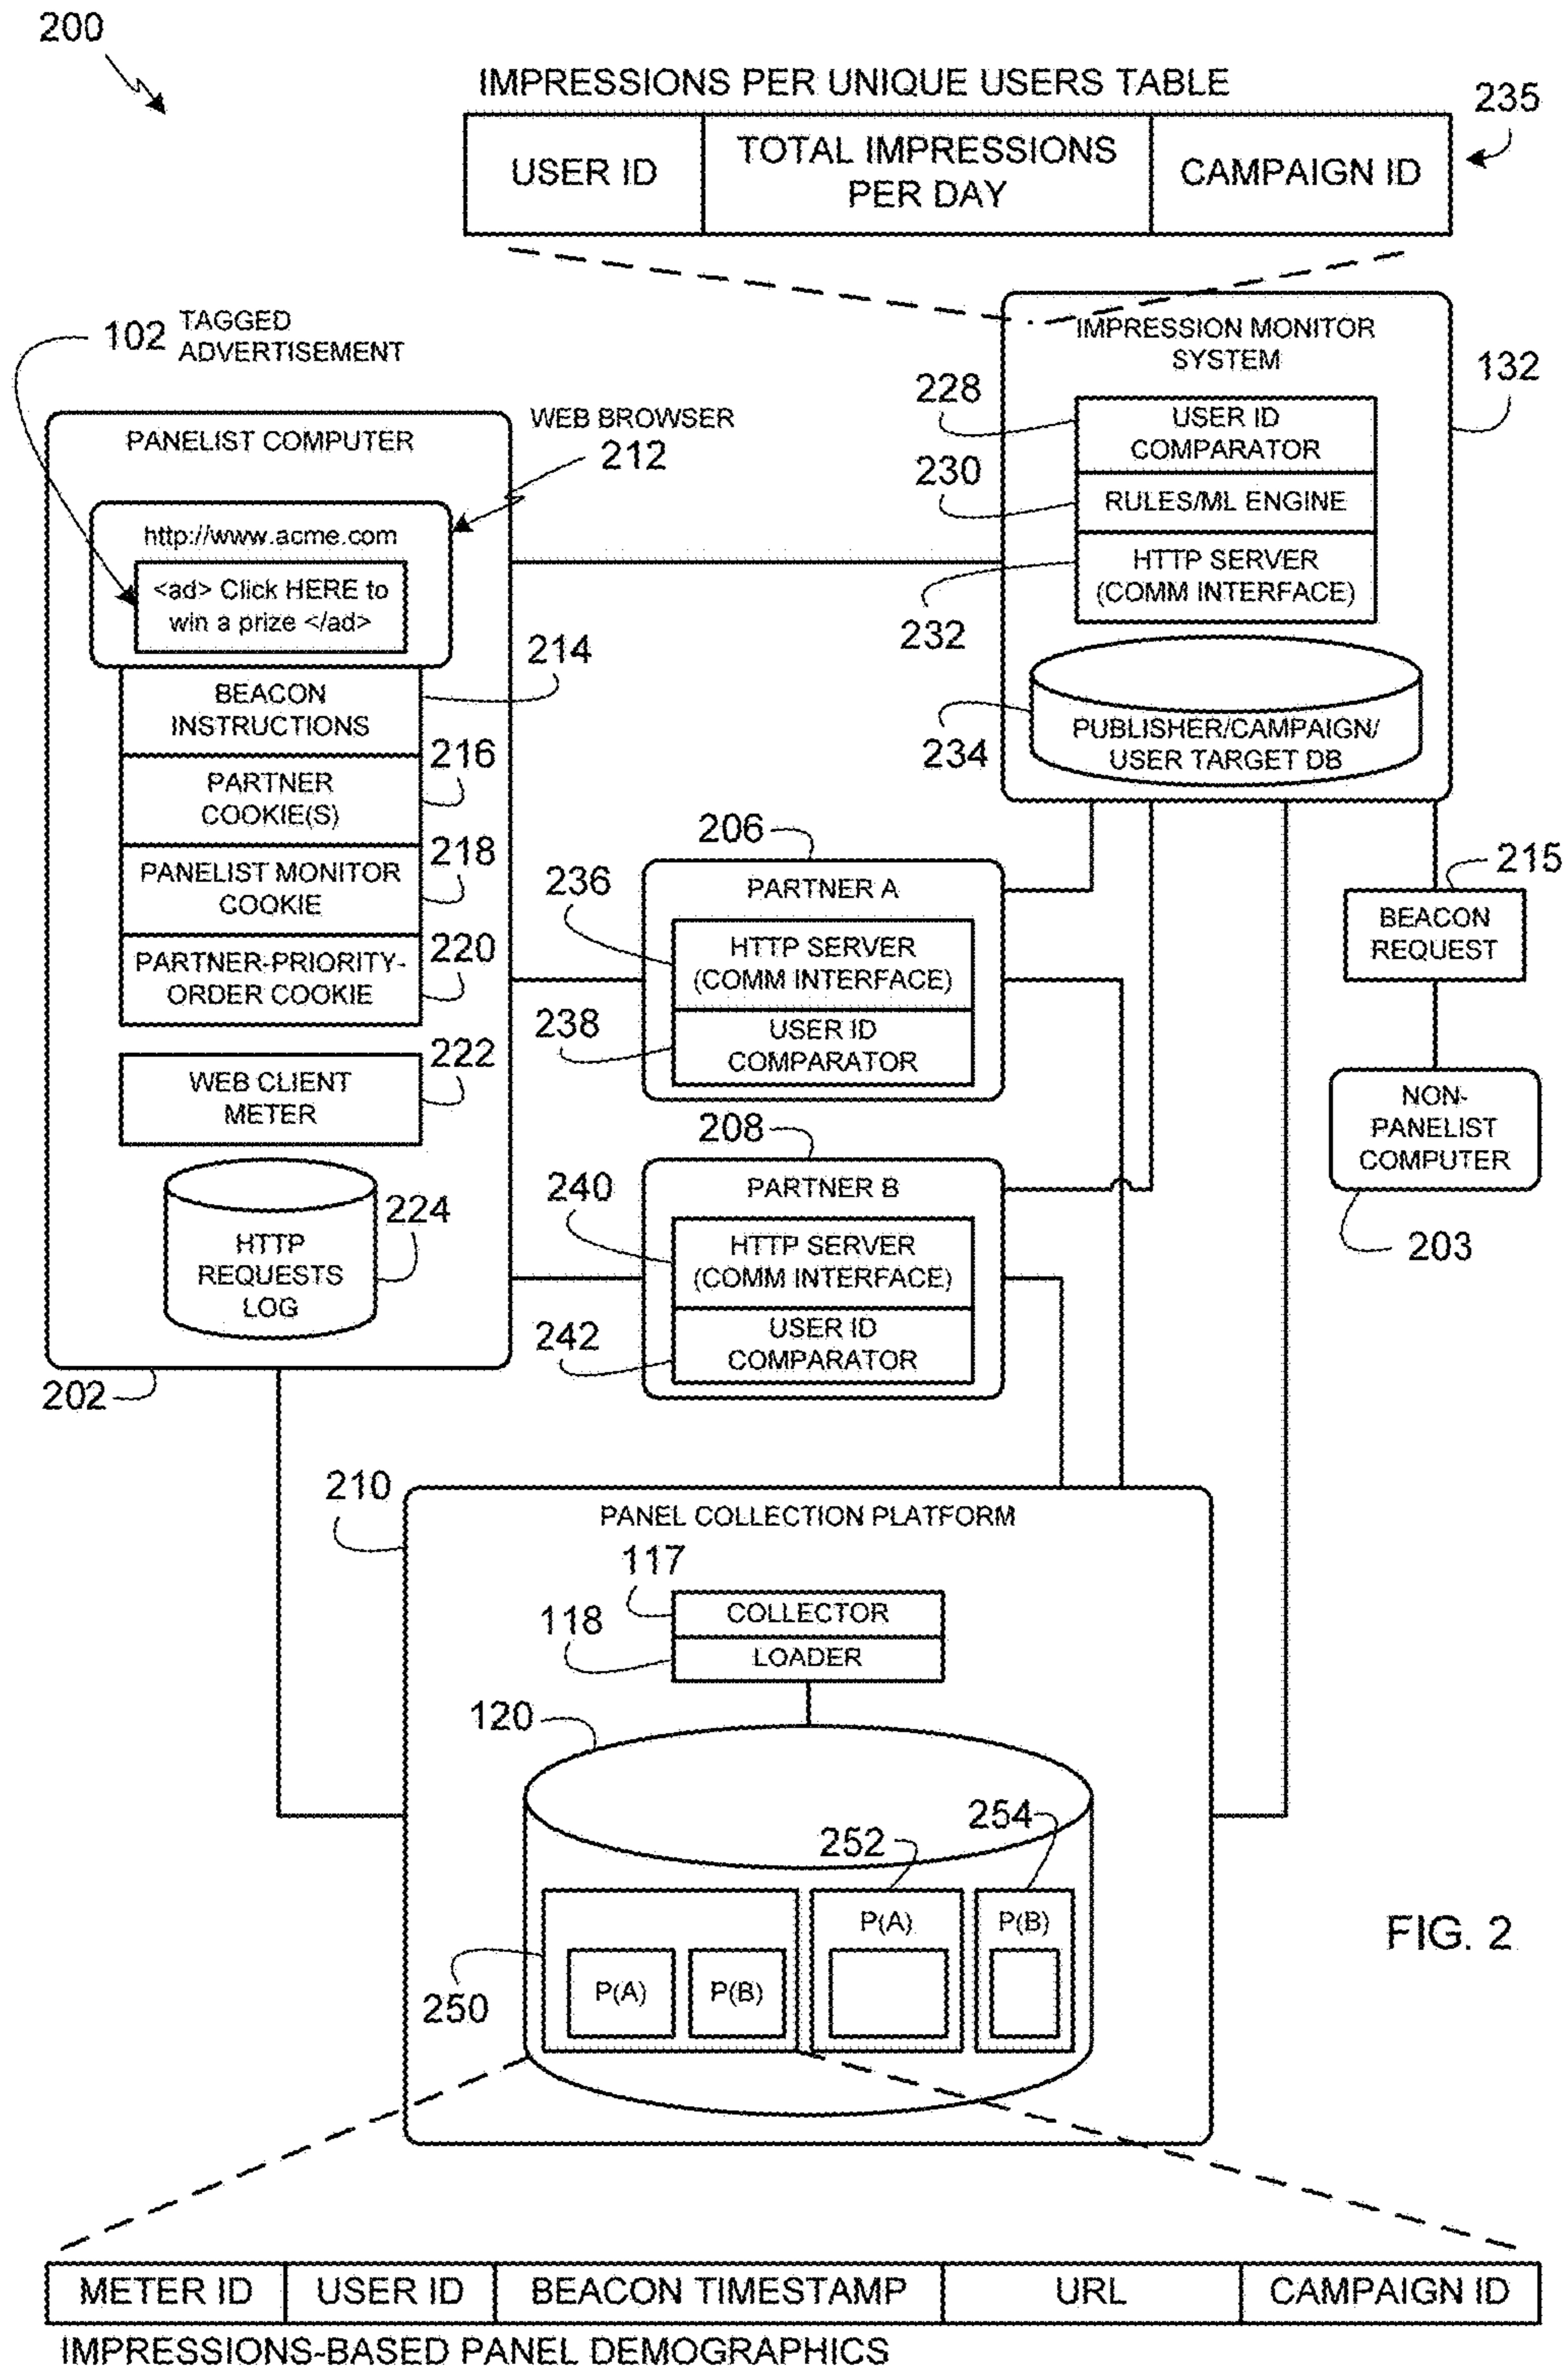 200
IMPRESSIONS PER UNIQUE USERS TABLE
235
USER ID
TOTAL IMPRESSIONS
PER DAY
CAMPAIGN ID
102
TAGGED
ADVERTISEMENT
PANELIST COMPUTER
WEB BROWSER
212
http://www.acme.com
<ad> Click HERE to
win a prize </ad>
214
BEACON
INSTRUCTIONS
216
PARTNER
COOKIE(S)
218
PANELIST MONITOR
COOKIE
220
PARTNER-PRIORITY-
ORDER COOKIE
222
WEB CLIENT
METER
224
HTTP
REQUESTS
LOG
202
IMPRESSION MONITOR
SYSTEM
132
228
USER ID
COMPARATOR
230
RULES/ML ENGINE
HTTP SERVER
(COMM INTERFACE)
232
234
PUBLISHER/CAMPAIGN/
USER TARGET DB
206
PARTNER A
236
HTTP SERVER
(COMM INTERFACE)
238
USER ID
COMPARATOR
208
PARTNER B
240
HTTP SERVER
(COMM INTERFACE)
242
USER ID
COMPARATOR
215
BEACON
REQUEST
NON-
PANELIST
COMPUTER
203
210
PANEL COLLECTION PLATFORM
117
COLLECTOR
118
LOADER
120
252
254
P(A)
P(B)
250
P(A)
P(B)
FIG. 2
METER ID
USER ID
BEACON TIMESTAMP
URL
CAMPAIGN ID
IMPRESSIONS-BASED PANEL DEMOGRAPHICS